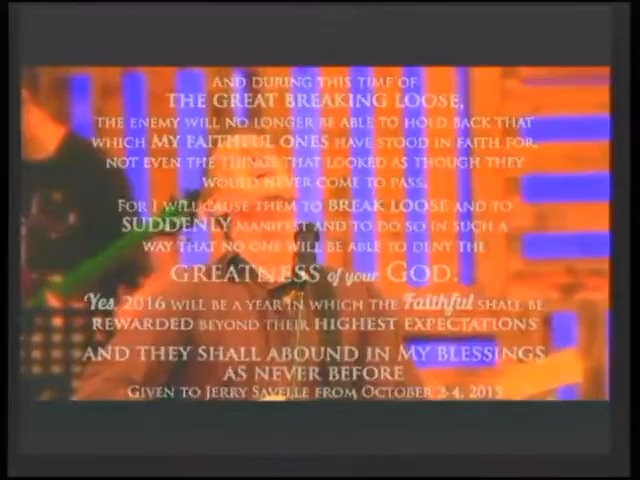 AND DURING THIS TIME OF
THE GREAT BREAKING LOOSE,
THE ENEMY WILL NO LONGER BE ABLE TO HOLD BACK THAT
WHICH MY FAITHFUL ONES HAVE STOOD IN FAITH FOR,
NOT EVEN THE THINGS THAT LOOKED AS THOUGH THEY
WOULD NEVER COME TO PASS.
FOR I WILL CAUSE THEM TO BREAK LOOSE AND TO
SUDDENLY MANIFEST AND TO DO SO IN SUCH A
WAY THAT NO ONE WILL BE ABLE TO DENY THE
GREATNESS of your GOD.
Yes, 2016 WILL BE A YEAR IN WHICH THE Faithful SHALL BE
REWARDED BEYOND THEIR HIGHEST EXPECTATIONS
AND THEY SHALL ABOUND IN MY BLESSINGS
AS NEVER BEFORE
GIVEN TO JERRY SAVELLE FROM OCTOBER 2-4, 2015